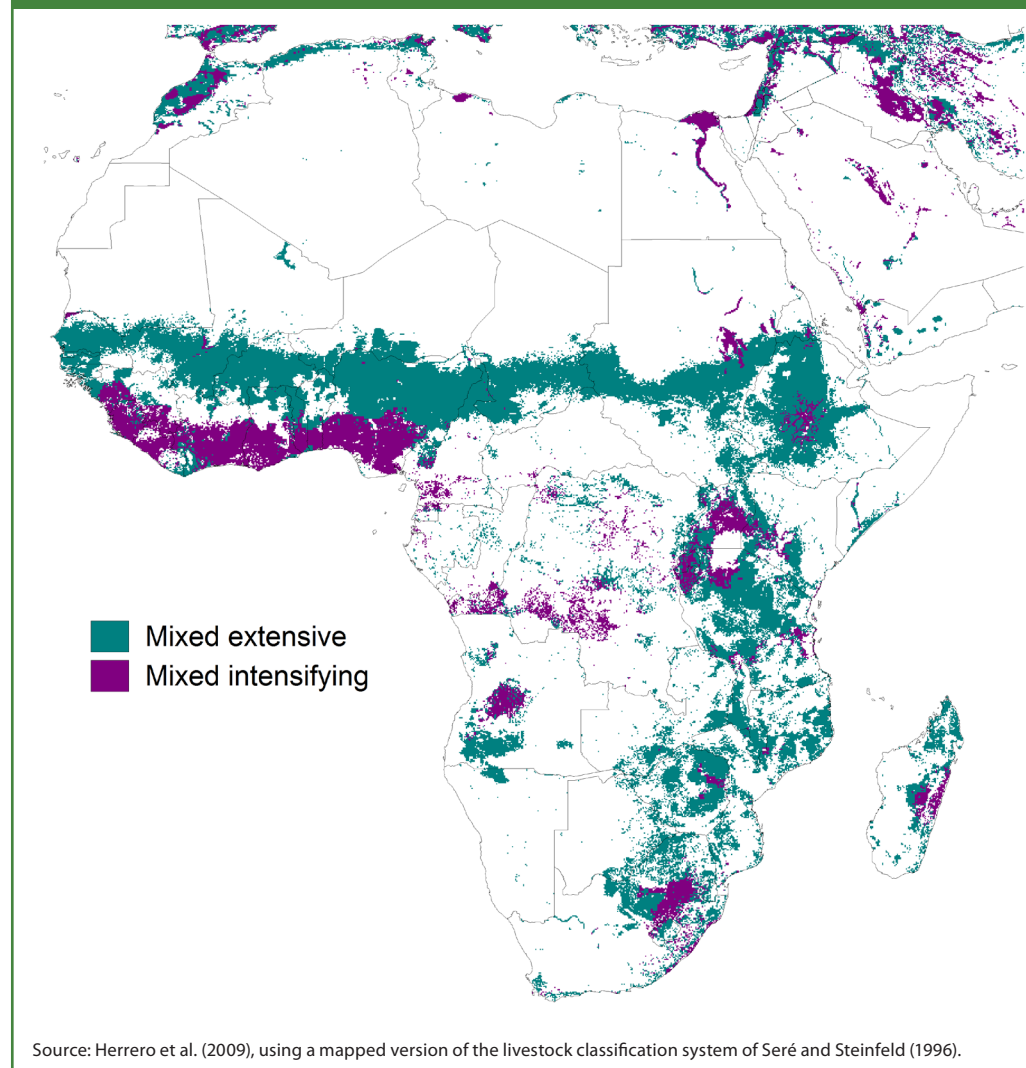 Mixed extensive
Mixed intensifying
Source: Herrero et al. (2009), using a mapped version of the livestock classification system of Seré and Steinfeld (1996).